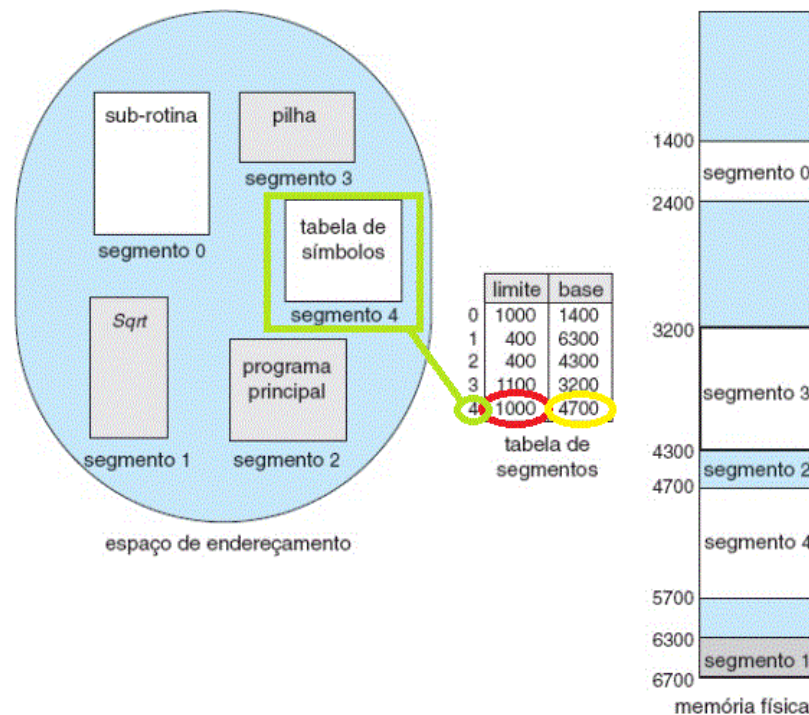 sub-rotina
segmento 0
pilha
segmento 3
tabela de
símbolos
segmento 4
Sqrt
segmento 1
programa
principal
segmento 2
espaço de endereçamento
limite base
0 1000 1400
1 400 6300
2 400 4300
3 1100 3200
4 1000 4700
tabela de
segmentos
1400
segmento 0
2400
3200
segmento 3
4300
segmento 2
4700
segmento 4
5700
6300
segmento 1
6700
memória física